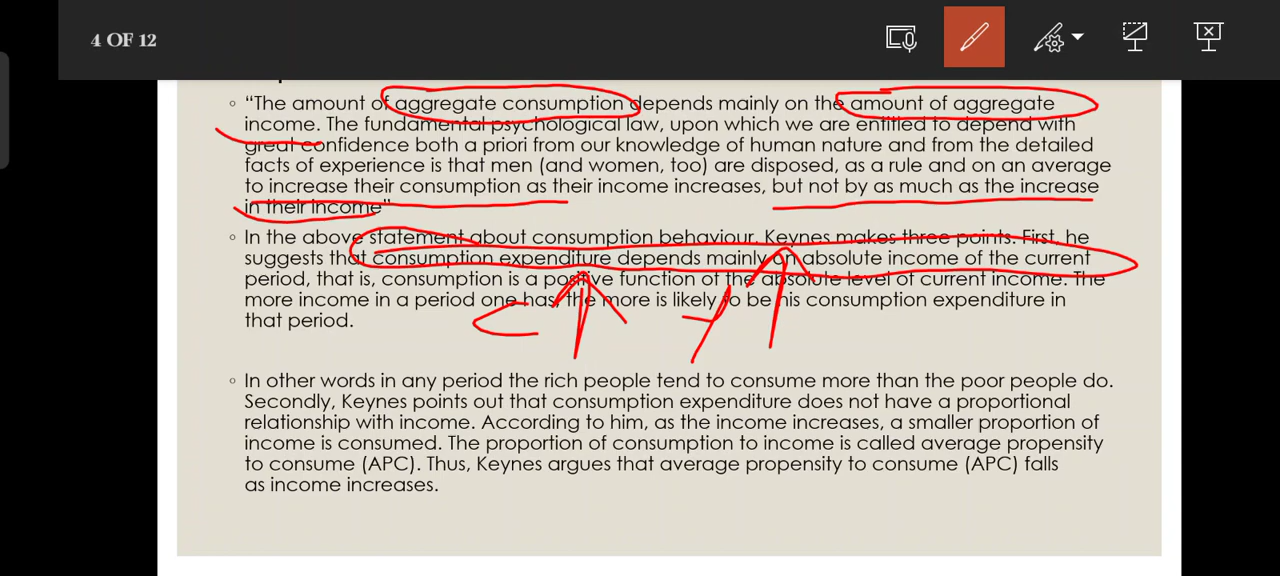 4 OF 12
◦ “The amount of aggregate consumption depends mainly on the amount of aggregate
income. The fundamental psychological law, upon which we are entitled to depend with
great confidence both a priori from our knowledge of human nature and from the detailed
facts of experience is that men (and women, too) are disposed, as a rule and on an average
to increase their consumption as their income increases, but not by as much as the increase
in their income”
◦ In the above statement about consumption behaviour, Keynes makes three points. First, he
suggests that consumption expenditure depends mainly on absolute income of the current
period, that is, consumption is a positive function of the absolute level of current income. The
more income in a period one has, the more is likely to be his consumption expenditure in
that period.
C ↑ Y ↑
◦ In other words in any period the rich people tend to consume more than the poor people do.
Secondly, Keynes points out that consumption expenditure does not have a proportional
relationship with income. According to him, as the income increases, a smaller proportion of
income is consumed. The proportion of consumption to income is called average propensity
to consume (APC). Thus, Keynes argues that average propensity to consume (APC) falls
as income increases.